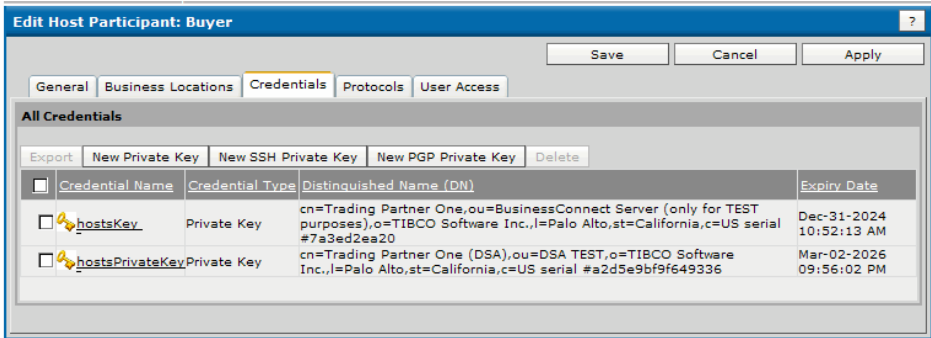 Edit Host Participant: Buyer
?
Save Cancel Apply
General Business Locations Credentials Protocols User Access
All Credentials
Export New Private Key New SSH Private Key New PGP Private Key Delete
Credential Name Credential Type Distinguished Name (DN) Expiry Date
hostsKey Private Key
cn=Trading Partner One,ou=BusinessConnect Server (only for TEST
purposes),o=TIBCO Software Inc.,l=Palo Alto,st=California,c=US serial
#7a3ed2ea20
Dec-31-2024
10:52:13 AM
hostsPrivateKey Private Key
cn=Trading Partner One (DSA),ou=DSA TEST,o=TIBCO Software
Inc.,l=Palo Alto,st=California,c=US serial #a2d5e9bf9f649336
Mar-02-2026
09:56:02 PM